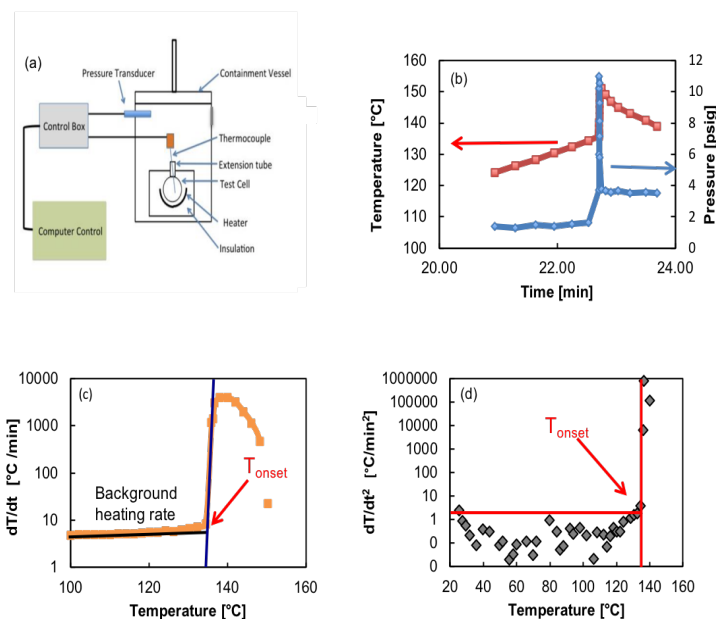 (a)
Pressure Transducer
Containment Vessel
Control Box
Thermocouple
Extension tube
Test Cell
Heater
Insulation
Computer Control
(b)
Temperature [°C]
160
150
140
130
120
110
100
12
10
8
6
4
2
0
Pressure [psig]
20.00 22.00 24.00
Time [min]
(c)
dT/dt [°C /min]
10000
1000
100
10
1
Tonset
Background
heating rate
100 120 140 160
Temperature [°C]
(d)
dT/dt² [°C/min²]
1000000
100000
10000
1000
100
10
1
0
0
Tonset
20 40 60 80 100 120 140 160
Temperature [°C]